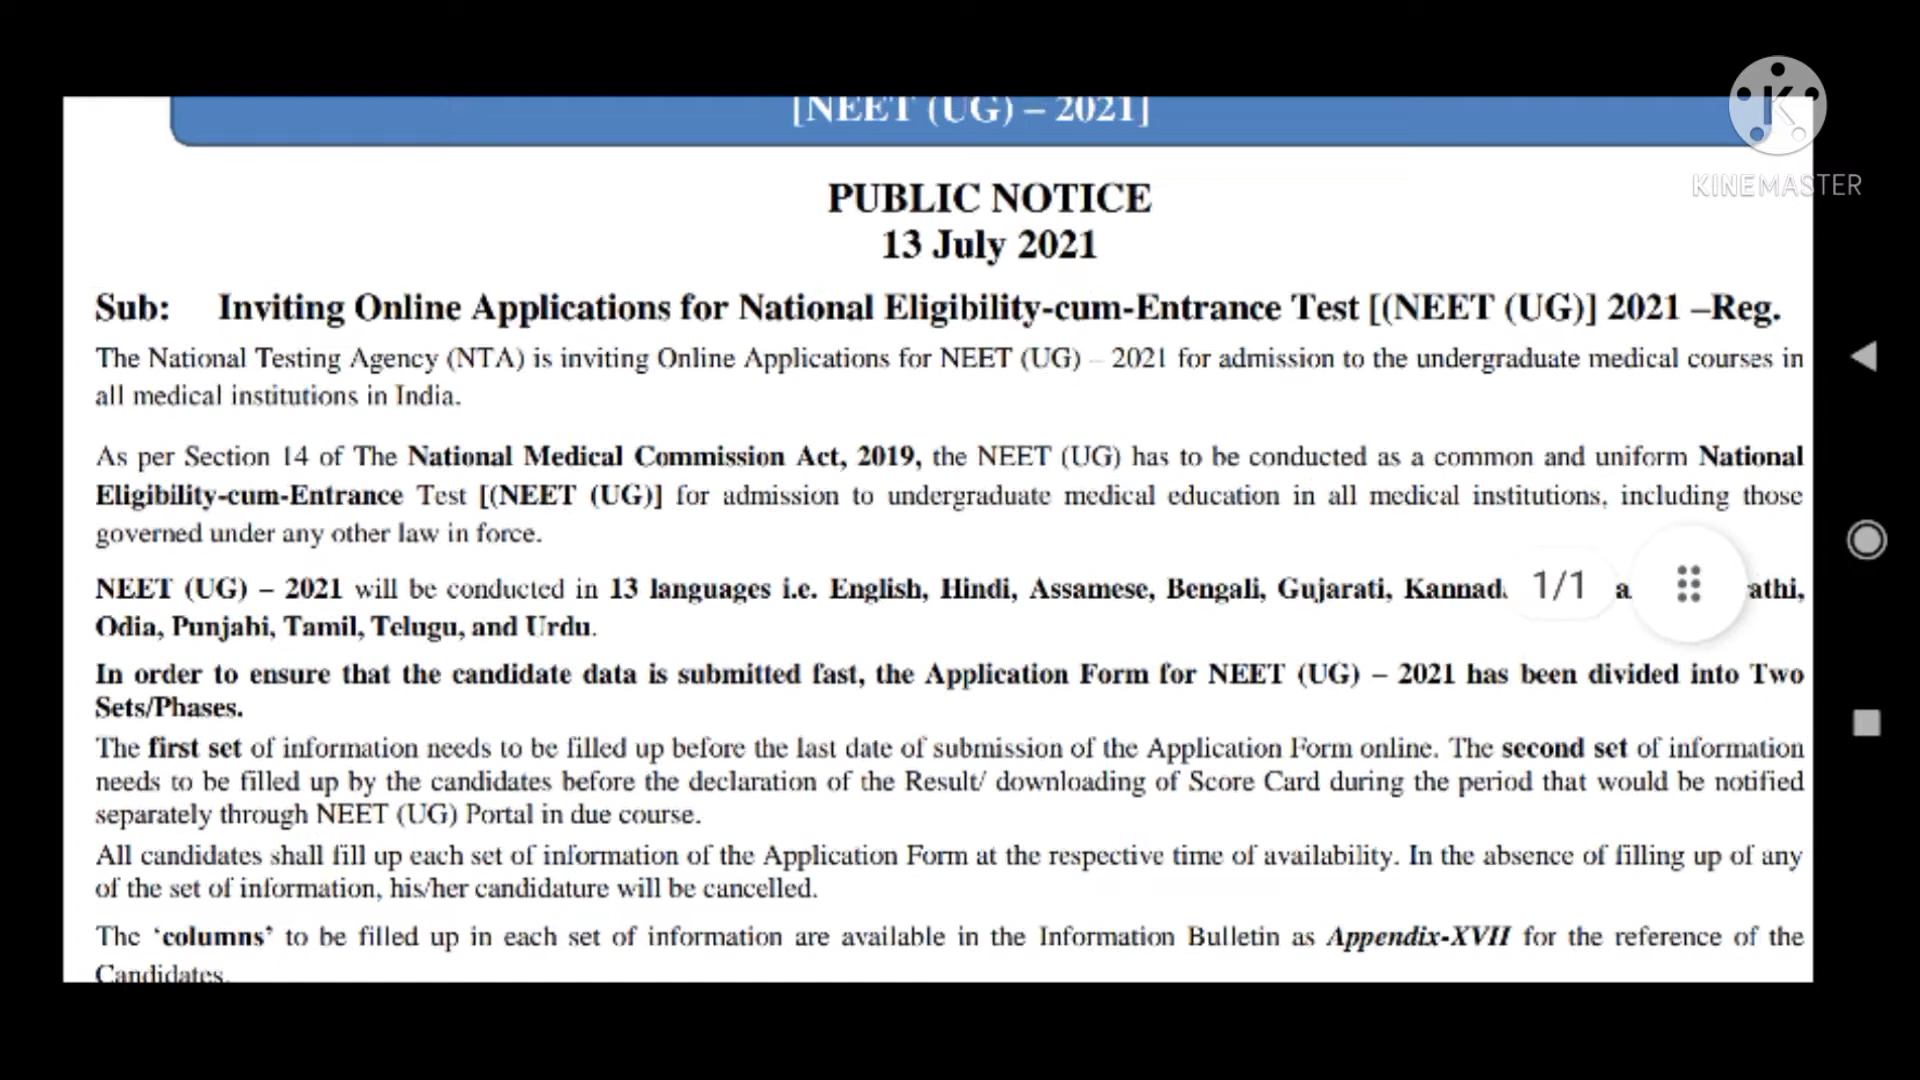 [NEET (UG) – 2021]
KINEMASTER
PUBLIC NOTICE
13 July 2021
Sub: Inviting Online Applications for National Eligibility-cum-Entrance Test [(NEET (UG)] 2021 –Reg.
The National Testing Agency (NTA) is inviting Online Applications for NEET (UG) – 2021 for admission to the undergraduate medical courses in
all medical institutions in India.
As per Section 14 of The National Medical Commission Act, 2019, the NEET (UG) has to be conducted as a common and uniform National
Eligibility-cum-Entrance Test [(NEET (UG)] for admission to undergraduate medical education in all medical institutions, including those
governed under any other law in force.
NEET (UG) – 2021 will be conducted in 13 languages i.e. English, Hindi, Assamese, Bengali, Gujarati,
1/1
Odia, Punjabi, Tamil, Telugu, and Urdu.
In order to ensure that the candidate data is submitted fast, the Application Form for NEET (UG) – 2021 has been divided into Two
Sets/Phases.
The first set of information needs to be filled up before the last date of submission of the Application Form online. The second set of information
needs to be filled up by the candidates before the declaration of the Result/ downloading of Score Card during the period that would be notified
separately through NEET (UG) Portal in due course.
All candidates shall fill up each set of information of the Application Form at the respective time of availability. In the absence of filling up of any
of the set of information, his/her candidature will be cancelled.
The ‘columns’ to be filled up in each set of information are available in the Information Bulletin as Appendix-XVII for the reference of the
Candidates.